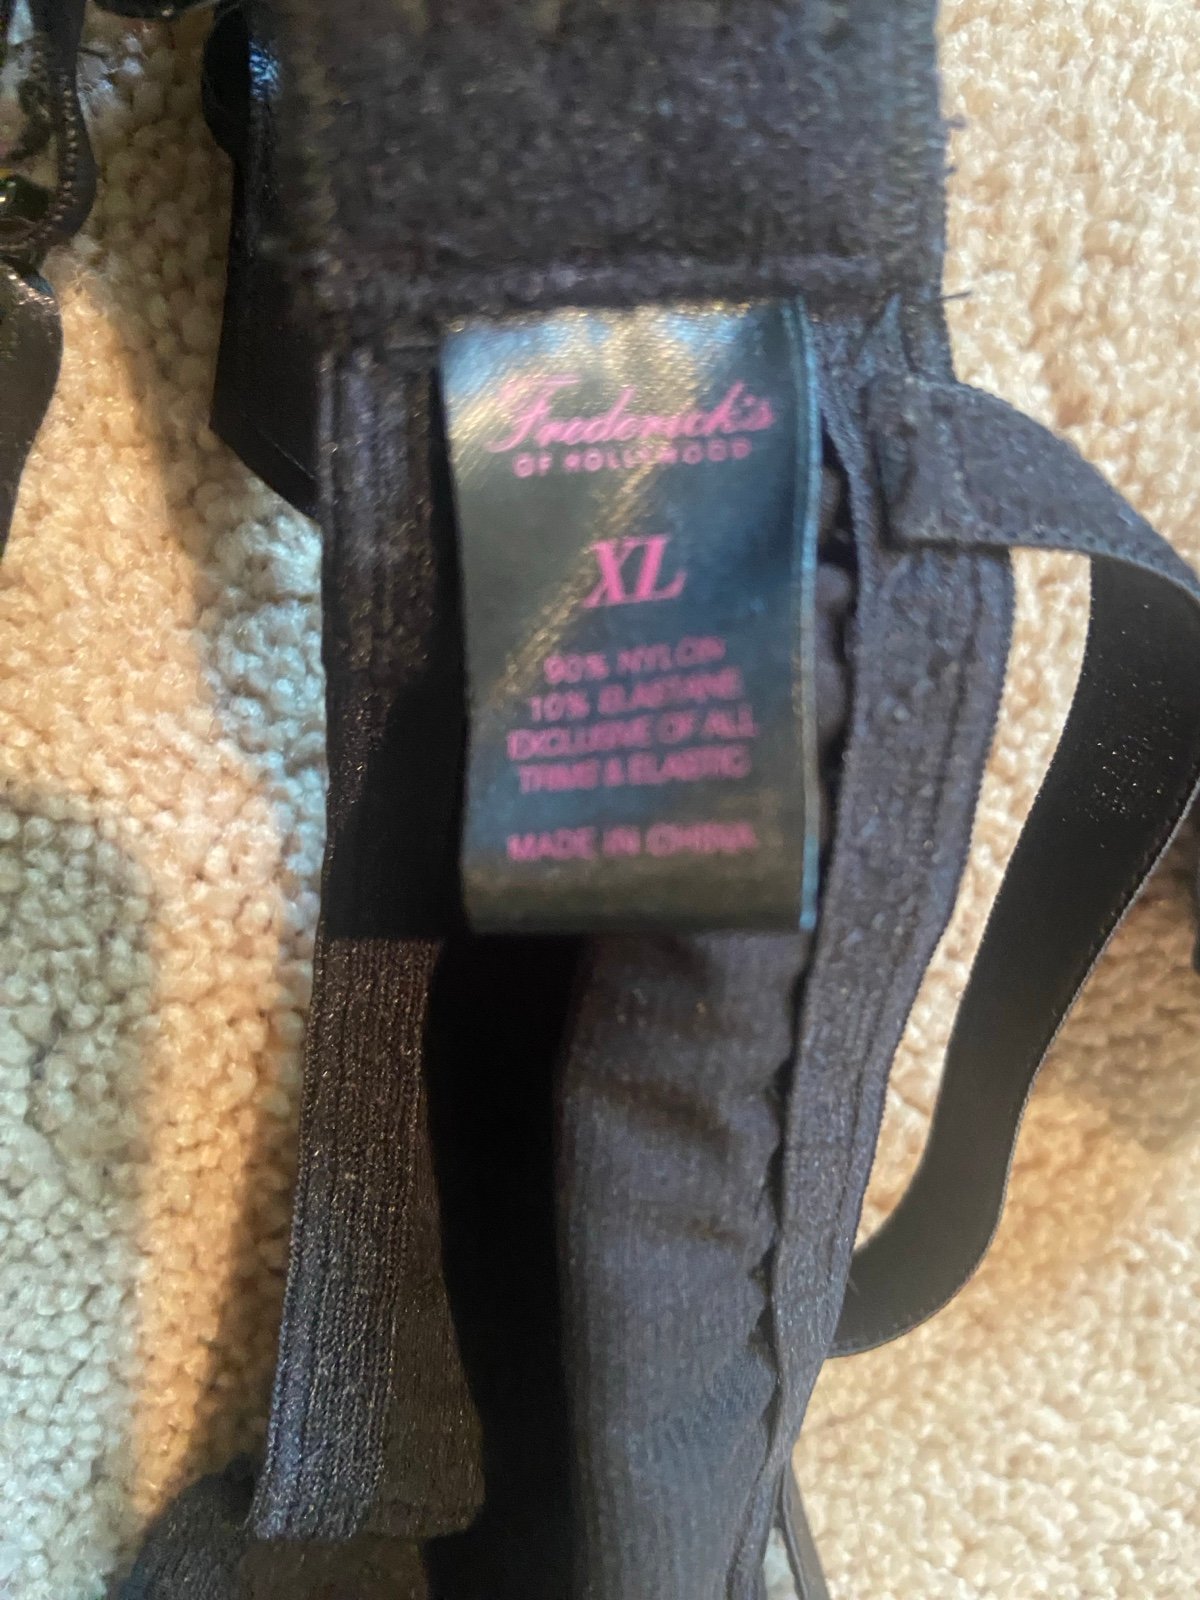 Frederick's
OF HOLLYWOOD
XL
90% NYLON
10% ELASTANE
EXCLUSIVE OF ALL
TRIMS & ELASTIC
MADE IN CHINA